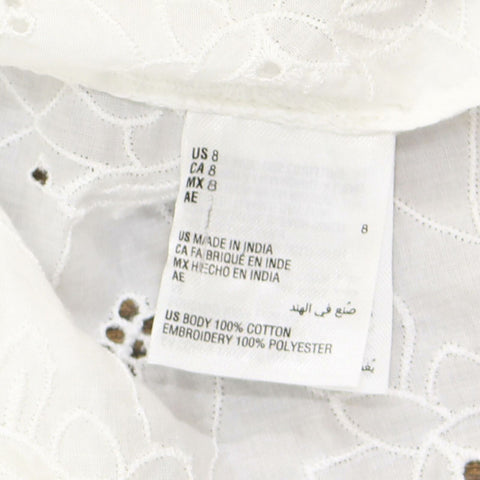 US 8
CA 8
MX 8
AE
8
US MADE IN INDIA
CA FABRIQUÉ EN INDE
MX HECHO EN INDIA
AE
صُنع في الهند
US BODY 100% COTTON
EMBROIDERY 100% POLYESTER